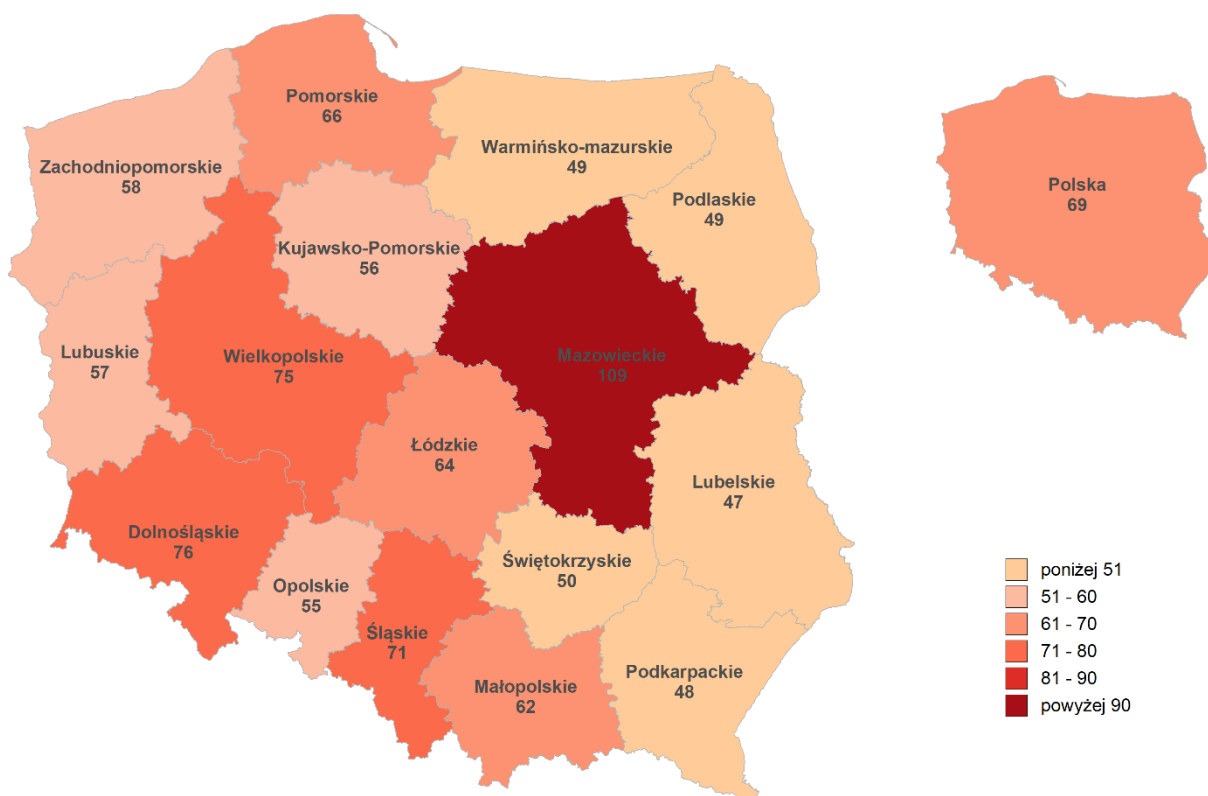 Pomorskie
66
Zachodniopomorskie
58
Warmińsko-mazurskie
49
Podlaskie
49
Kujawsko-Pomorskie
56
Lubuskie
57
Wielkopolskie
75
Mazowieckie
109
Łódzkie
64
Lubelskie
47
Dolnośląskie
76
Opolskie
55
Śląskie
71
Świętokrzyskie
50
Małopolskie
62
Podkarpackie
48
Polska
69
poniżej 51
51 - 60
61 - 70
71 - 80
81 - 90
powyżej 90